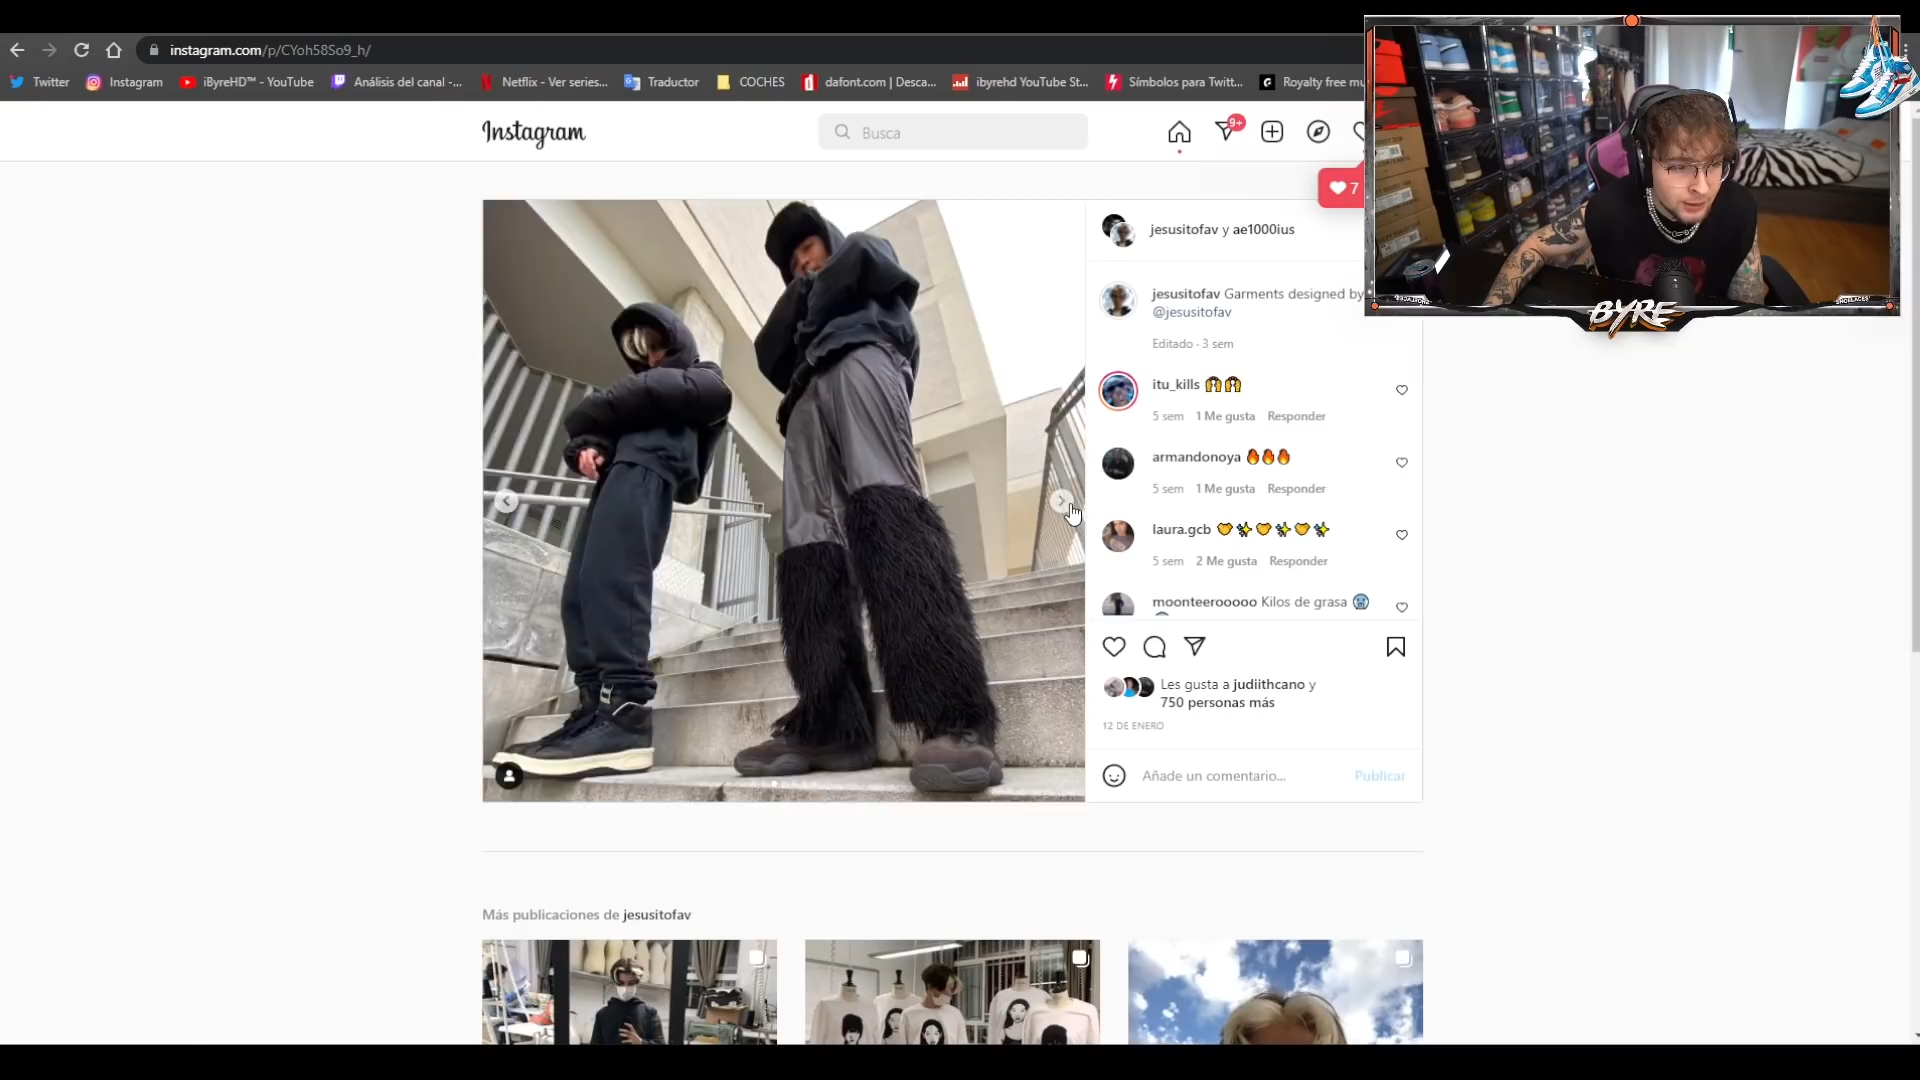 instagram.com/p/CYoh58So9_h/
Twitter
Instagram
iByreHD™ - YouTube
Análisis del canal -...
Netflix - Ver series...
Traductor
COCHES
dafont.com | Desca...
ibyrehd YouTube St...
Símbolos para Twitt...
Royalty free mu
Instagram
Busca
9+
7
jesusitofav y ae1000ius
jesusitofav Garments designed by
@jesusitofav
Editado · 3 sem
itu_kills
5 sem 1 Me gusta Responder
armandonoya 🔥🔥🔥
5 sem 1 Me gusta Responder
laura.gcb
5 sem 2 Me gusta Responder
moonteerooooo Kilos de grasa
Les gusta a judiithcano y
750 personas más
12 DE ENERO
Añade un comentario...
Publicar
Más publicaciones de jesusitofav
BYRE